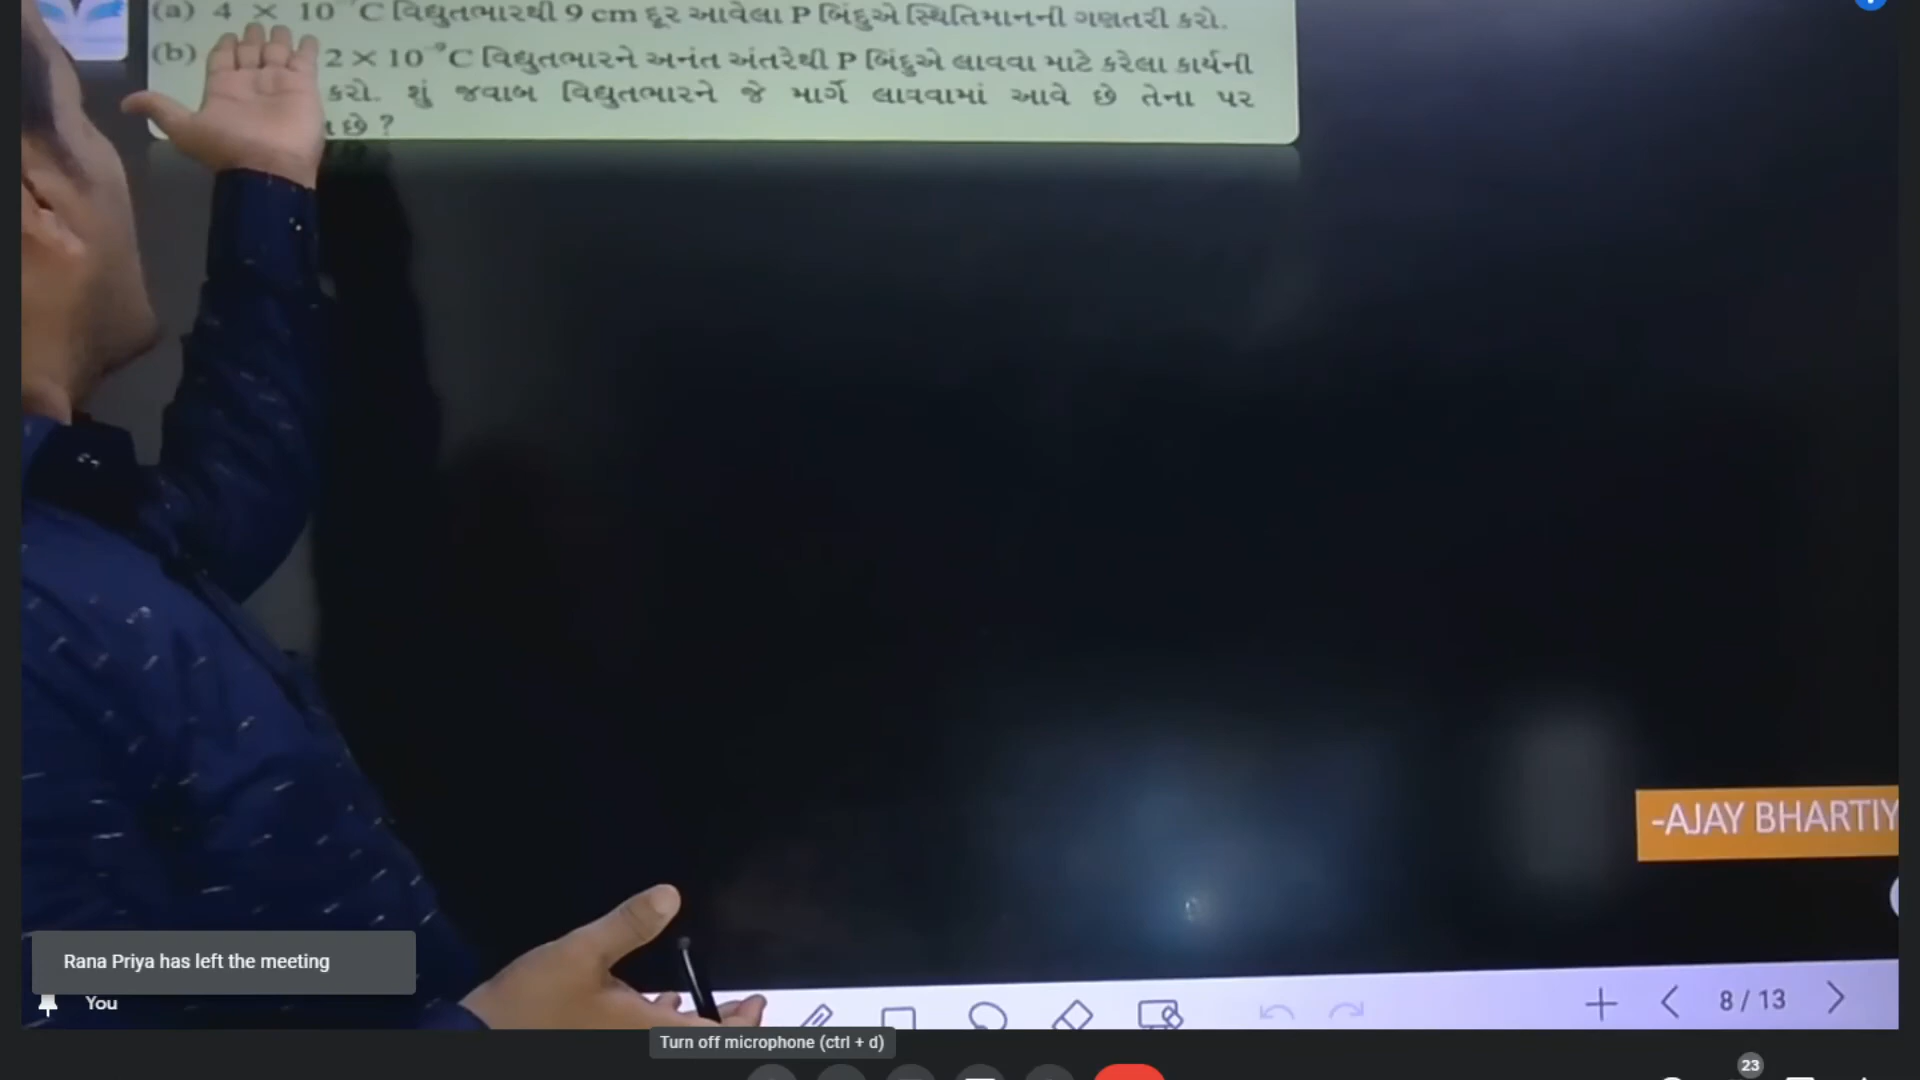 (a) 4 × 10 C વિદ્યુતભારથી 9 cm દૂર આવેલા P બિંદુએ સ્થિતિમાનની ગણતરી કરો.
(b) 2 × 10⁻⁹C વિદ્યુતભારને અનંત અંતરેથી P બિંદુએ લાવવા માટે કરેલા કાર્યની
કરો. શું જવાબ વિદ્યુતભારને જે માર્ગે લાવવામાં આવે છે તેના પર
છે ?
-AJAY BHARTIY
Rana Priya has left the meeting
You
8 / 13
Turn off microphone (ctrl + d)
23